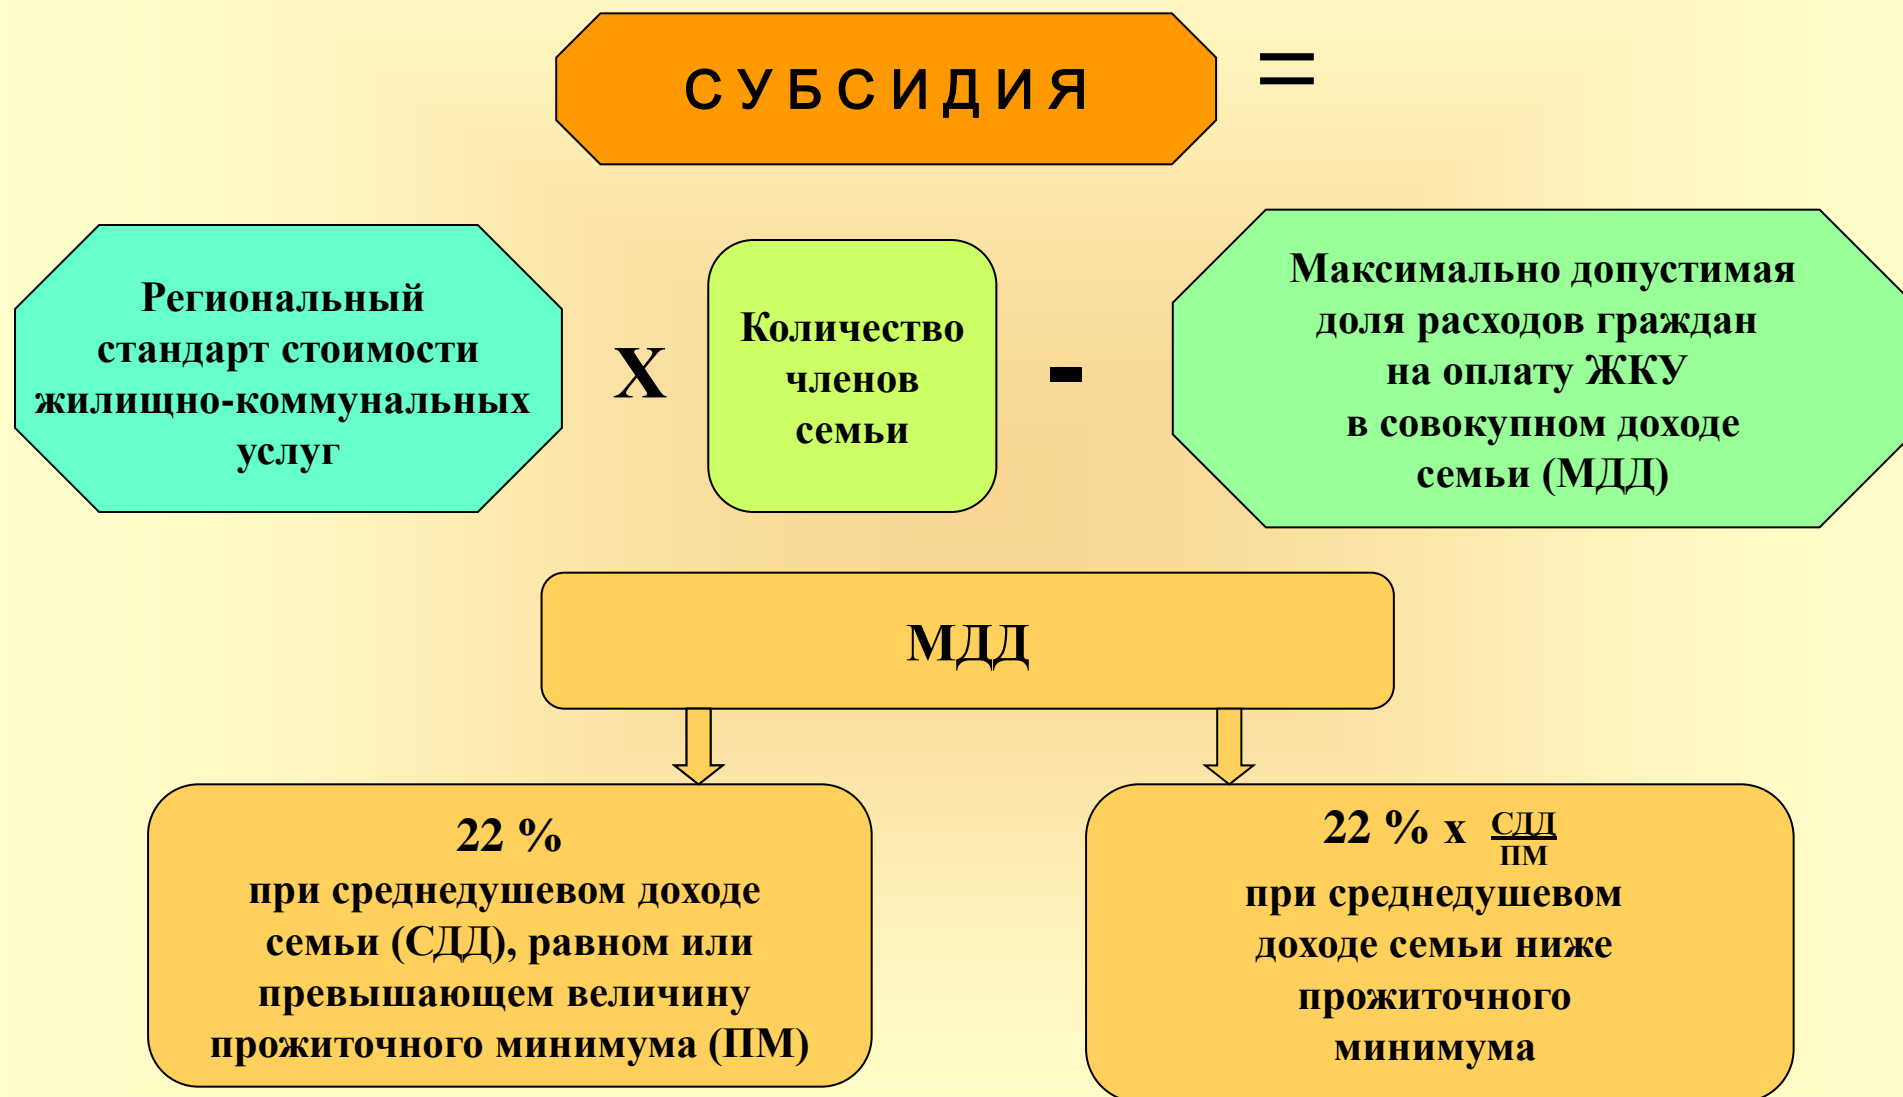 СУБСИДИЯ =
Региональный
стандарт стоимости
жилищно-коммунальных
услуг
X
Количество
членов
семьи
-
Максимально допустимая
доля расходов граждан
на оплату ЖКУ
в совокупном доходе
семьи (МДД)
МДД
22 %
при среднедушевом доходе
семьи (СДД), равном или
превышающем величину
прожиточного минимума (ПМ)
22 % х СДД
ПМ
при среднедушевом
доходе семьи ниже
прожиточного
минимума